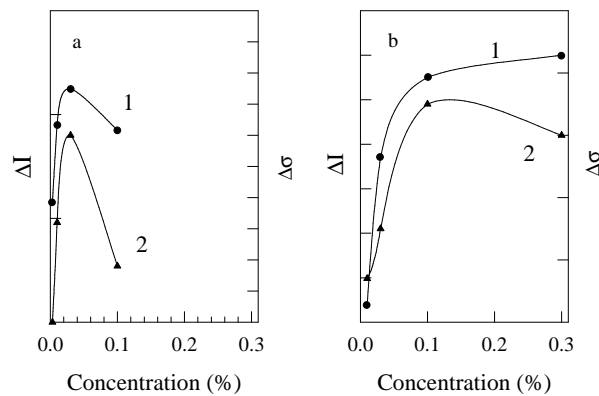 a
1
2
ΔI
Δσ
0.0 0.1 0.2 0.3
Concentration (%)
b
1
2
ΔI
Δσ
0.0 0.1 0.2 0.3
Concentration (%)